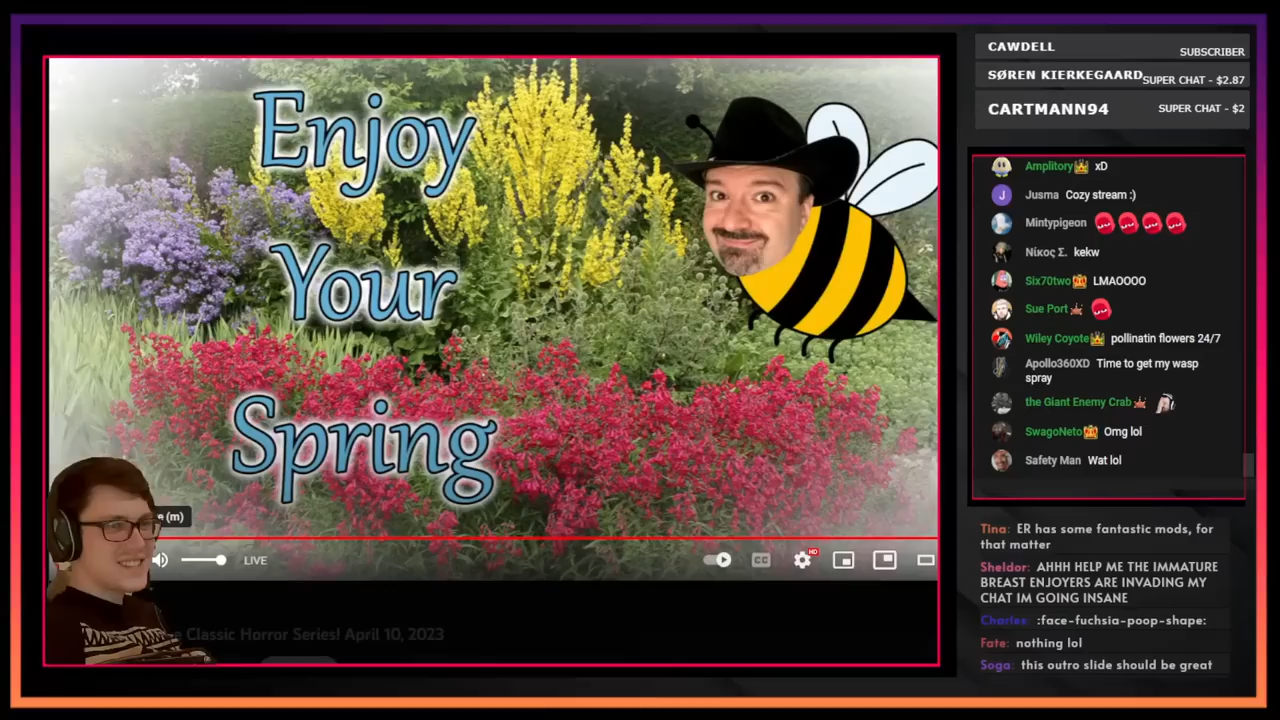 Enjoy
Your
Spring
e (m)
LIVE
CC
HD
e Classic Horror Series! April 10, 2023
CAWDELL
SUBSCRIBER
SØREN KIERKEGAARD
SUPER CHAT - $2.87
CARTMANN94
SUPER CHAT - $2
Amplitory xD
J
Jusma Cozy stream :)
Mintypigeon
Νίκος Σ. kekw
Six70two LMAOOOO
Sue Port
Wiley Coyote pollinatin flowers 24/7
Apollo360XD Time to get my wasp
spray
the Giant Enemy Crab
SwagoNeto Omg lol
Safety Man Wat lol
Tina: ER has some fantastic mods, for
that matter
Sheldor: AHHH HELP ME THE IMMATURE
BREAST ENJOYERS ARE INVADING MY
CHAT IM GOING INSANE
Charles: :face-fuchsia-poop-shape:
Fate: nothing lol
Soga: this outro slide should be great